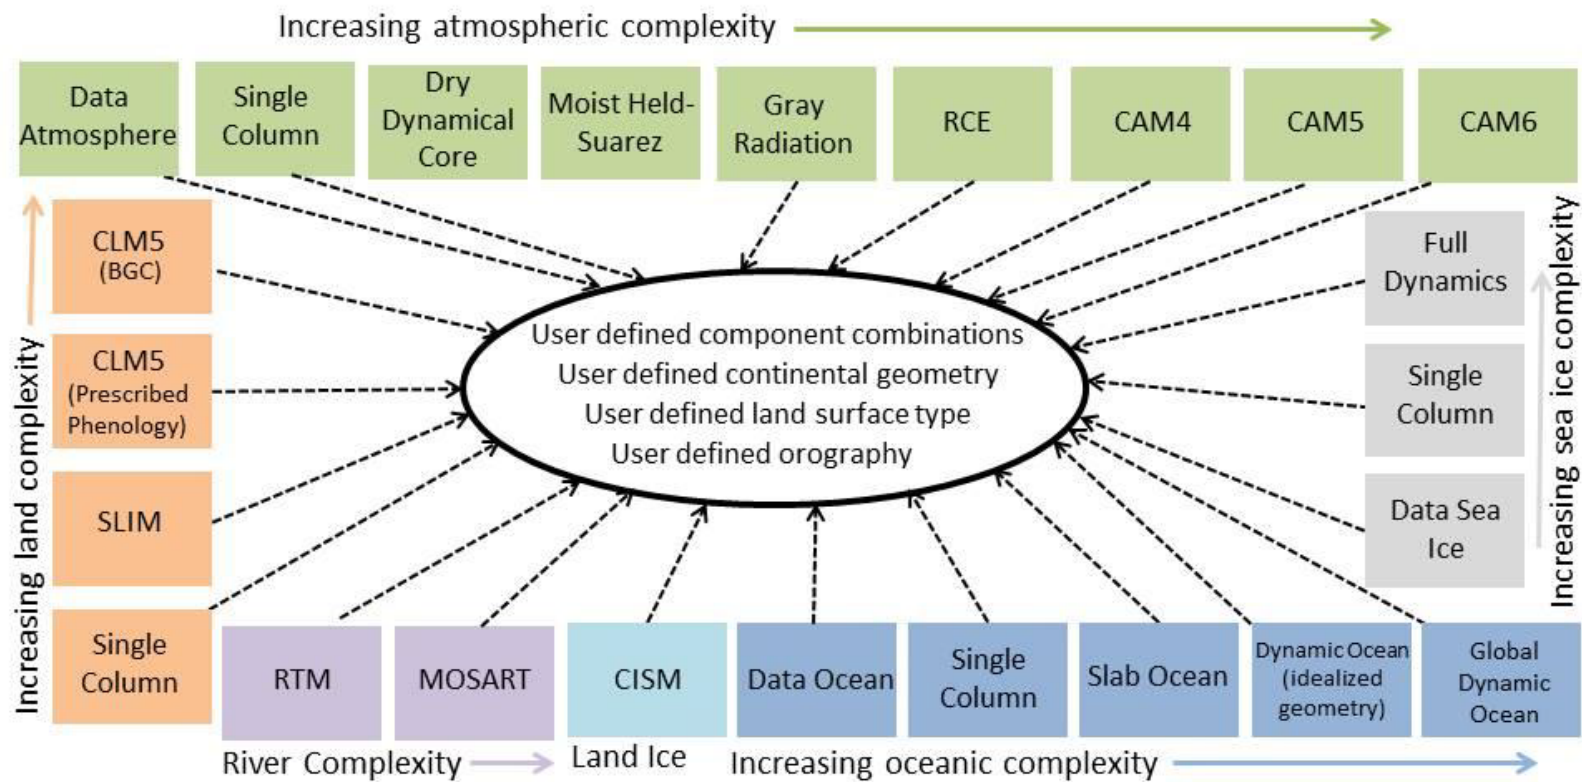 Increasing atmospheric complexity
Data
Atmosphere
Single
Column
Dry
Dynamical
Core
Moist Held-
Suarez
Gray
Radiation
RCE
CAM4
CAM5
CAM6
Increasing land complexity
CLM5
(BGC)
CLM5
(Prescribed
Phenology)
SLIM
Single
Column
User defined component combinations
User defined continental geometry
User defined land surface type
User defined orography
Full
Dynamics
Single
Column
Data Sea
Ice
Increasing sea ice complexity
RTM
MOSART
CISM
Data Ocean
Single
Column
Slab Ocean
Dynamic Ocean
(idealized
geometry)
Global
Dynamic
Ocean
River Complexity
Land Ice
Increasing oceanic complexity